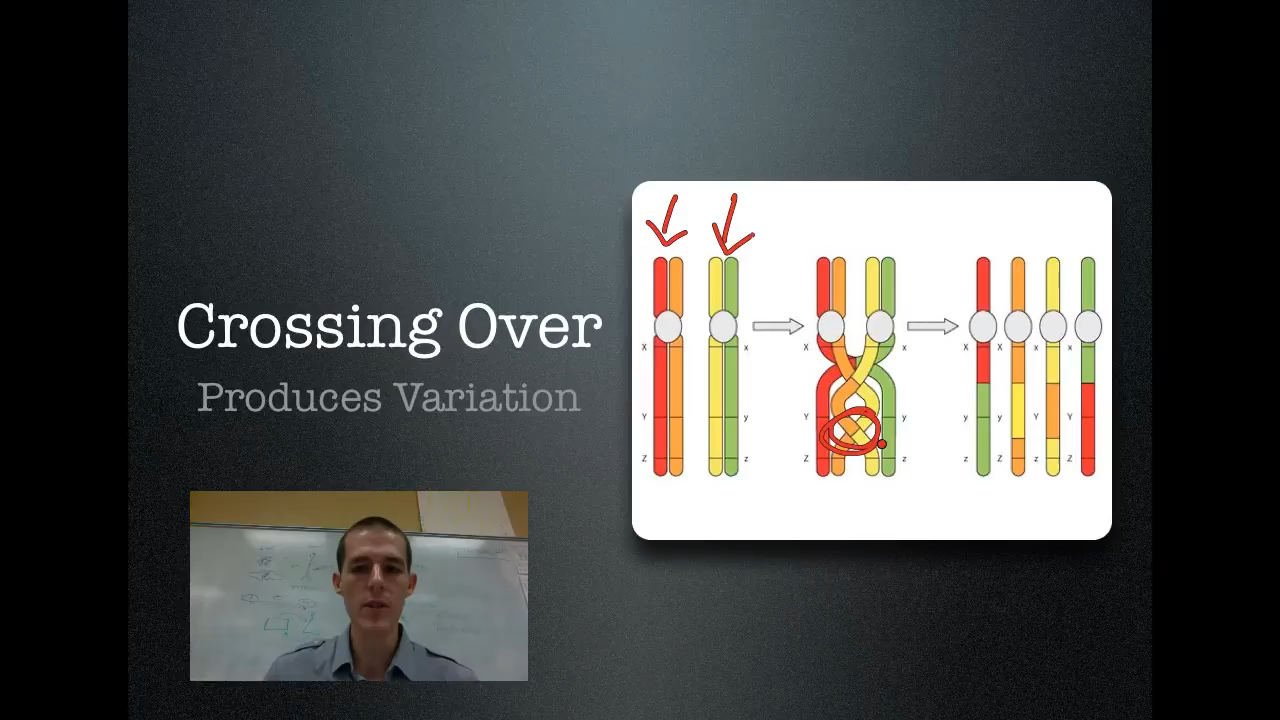 Crossing Over
Produces Variation
X x X x X x x x
Y y Y y y y Y Y
Z z Z z z Z z Z